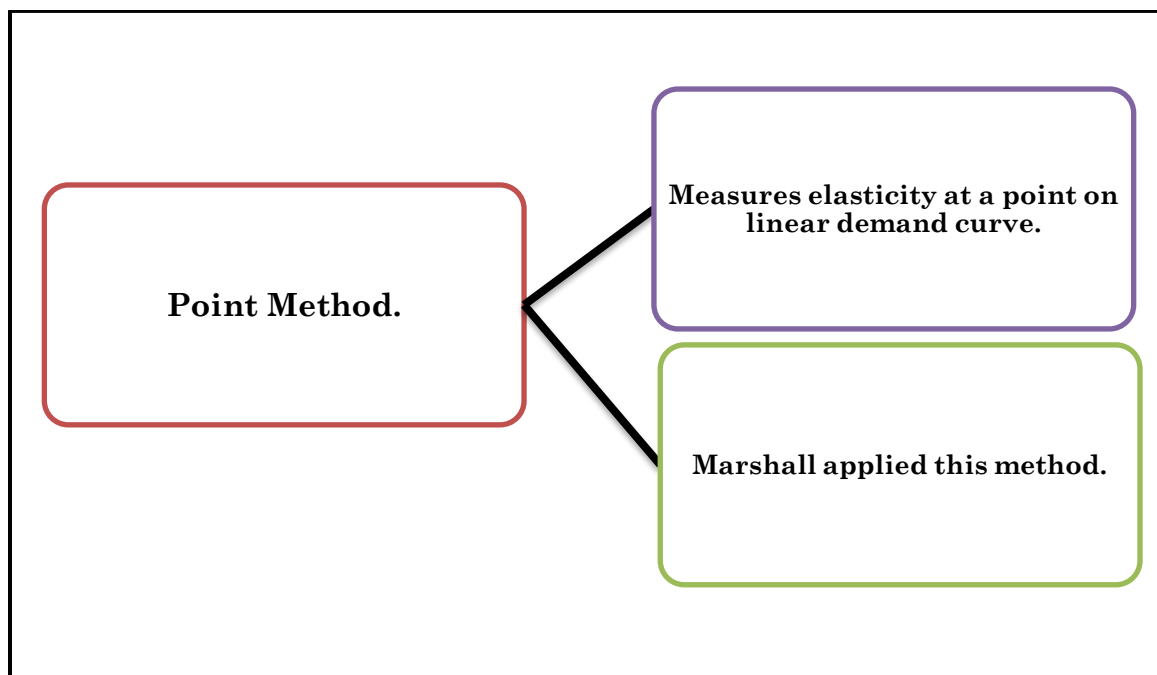 Point Method.
Measures elasticity at a point on
linear demand curve.
Marshall applied this method.